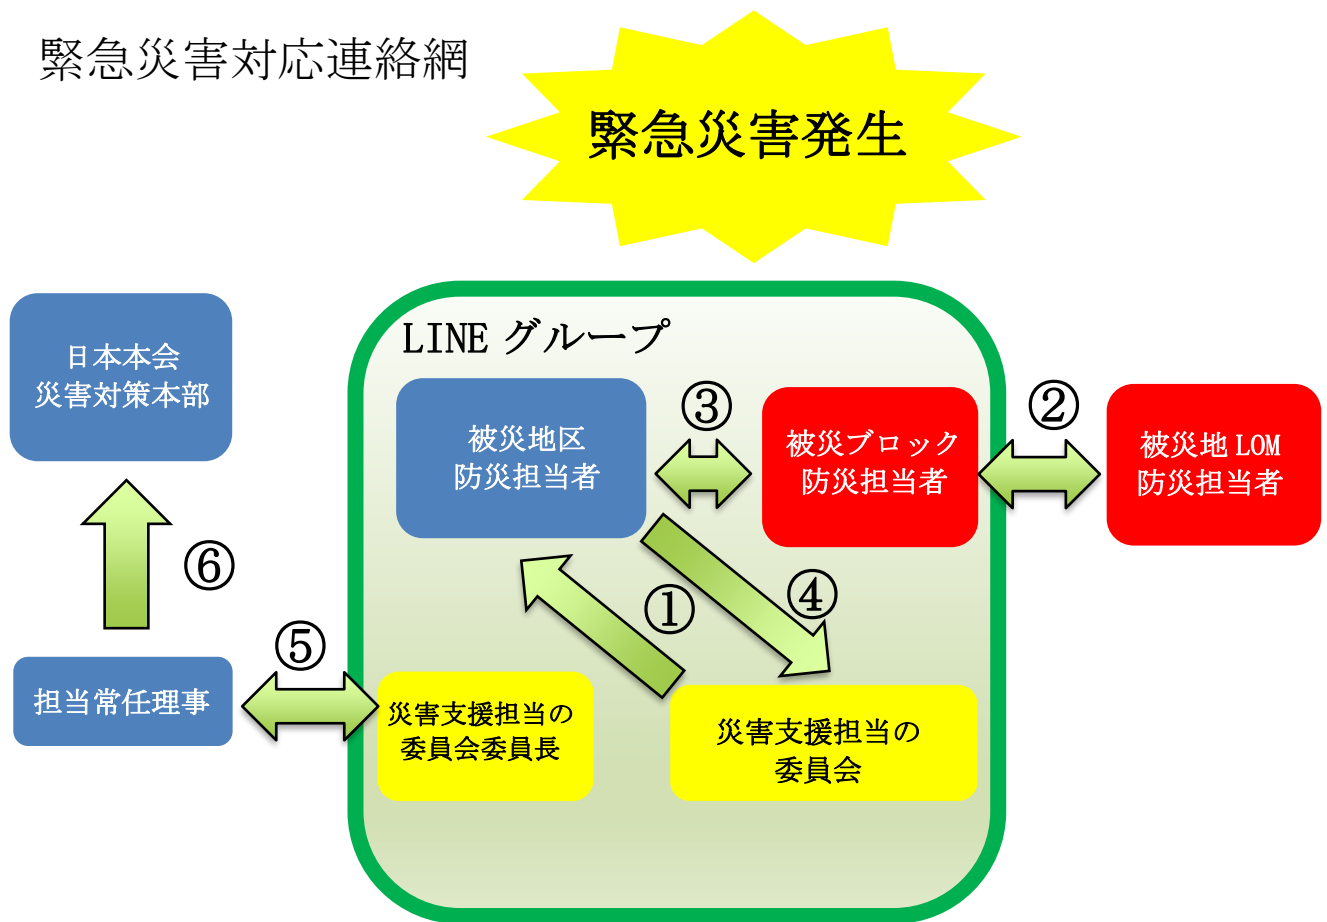 緊急災害対応連絡網
緊急災害発生
LINE グループ
日本本会
災害対策本部
被災地区
防災担当者
③
被災ブロック
防災担当者
②
被災地 LOM
防災担当者
⑥
①
④
⑤
担当常任理事
災害支援担当の
委員会委員長
災害支援担当の
委員会